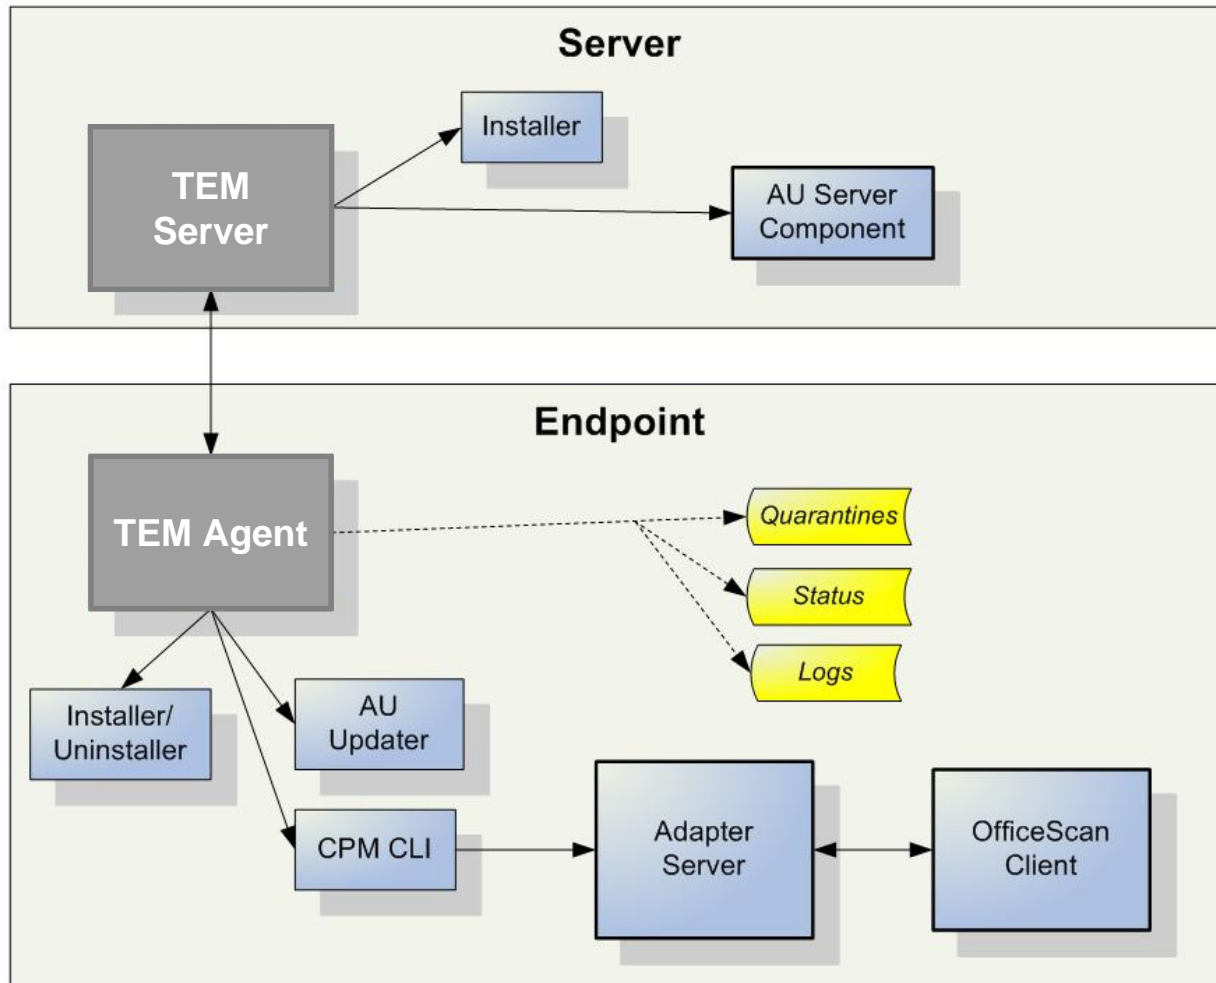 Server
Installer
TEM
Server
AU Server
Component
Endpoint
TEM Agent
Quarantines
Status
Logs
Installer/
Uninstaller
AU
Updater
CPM CLI
Adapter
Server
OfficeScan
Client